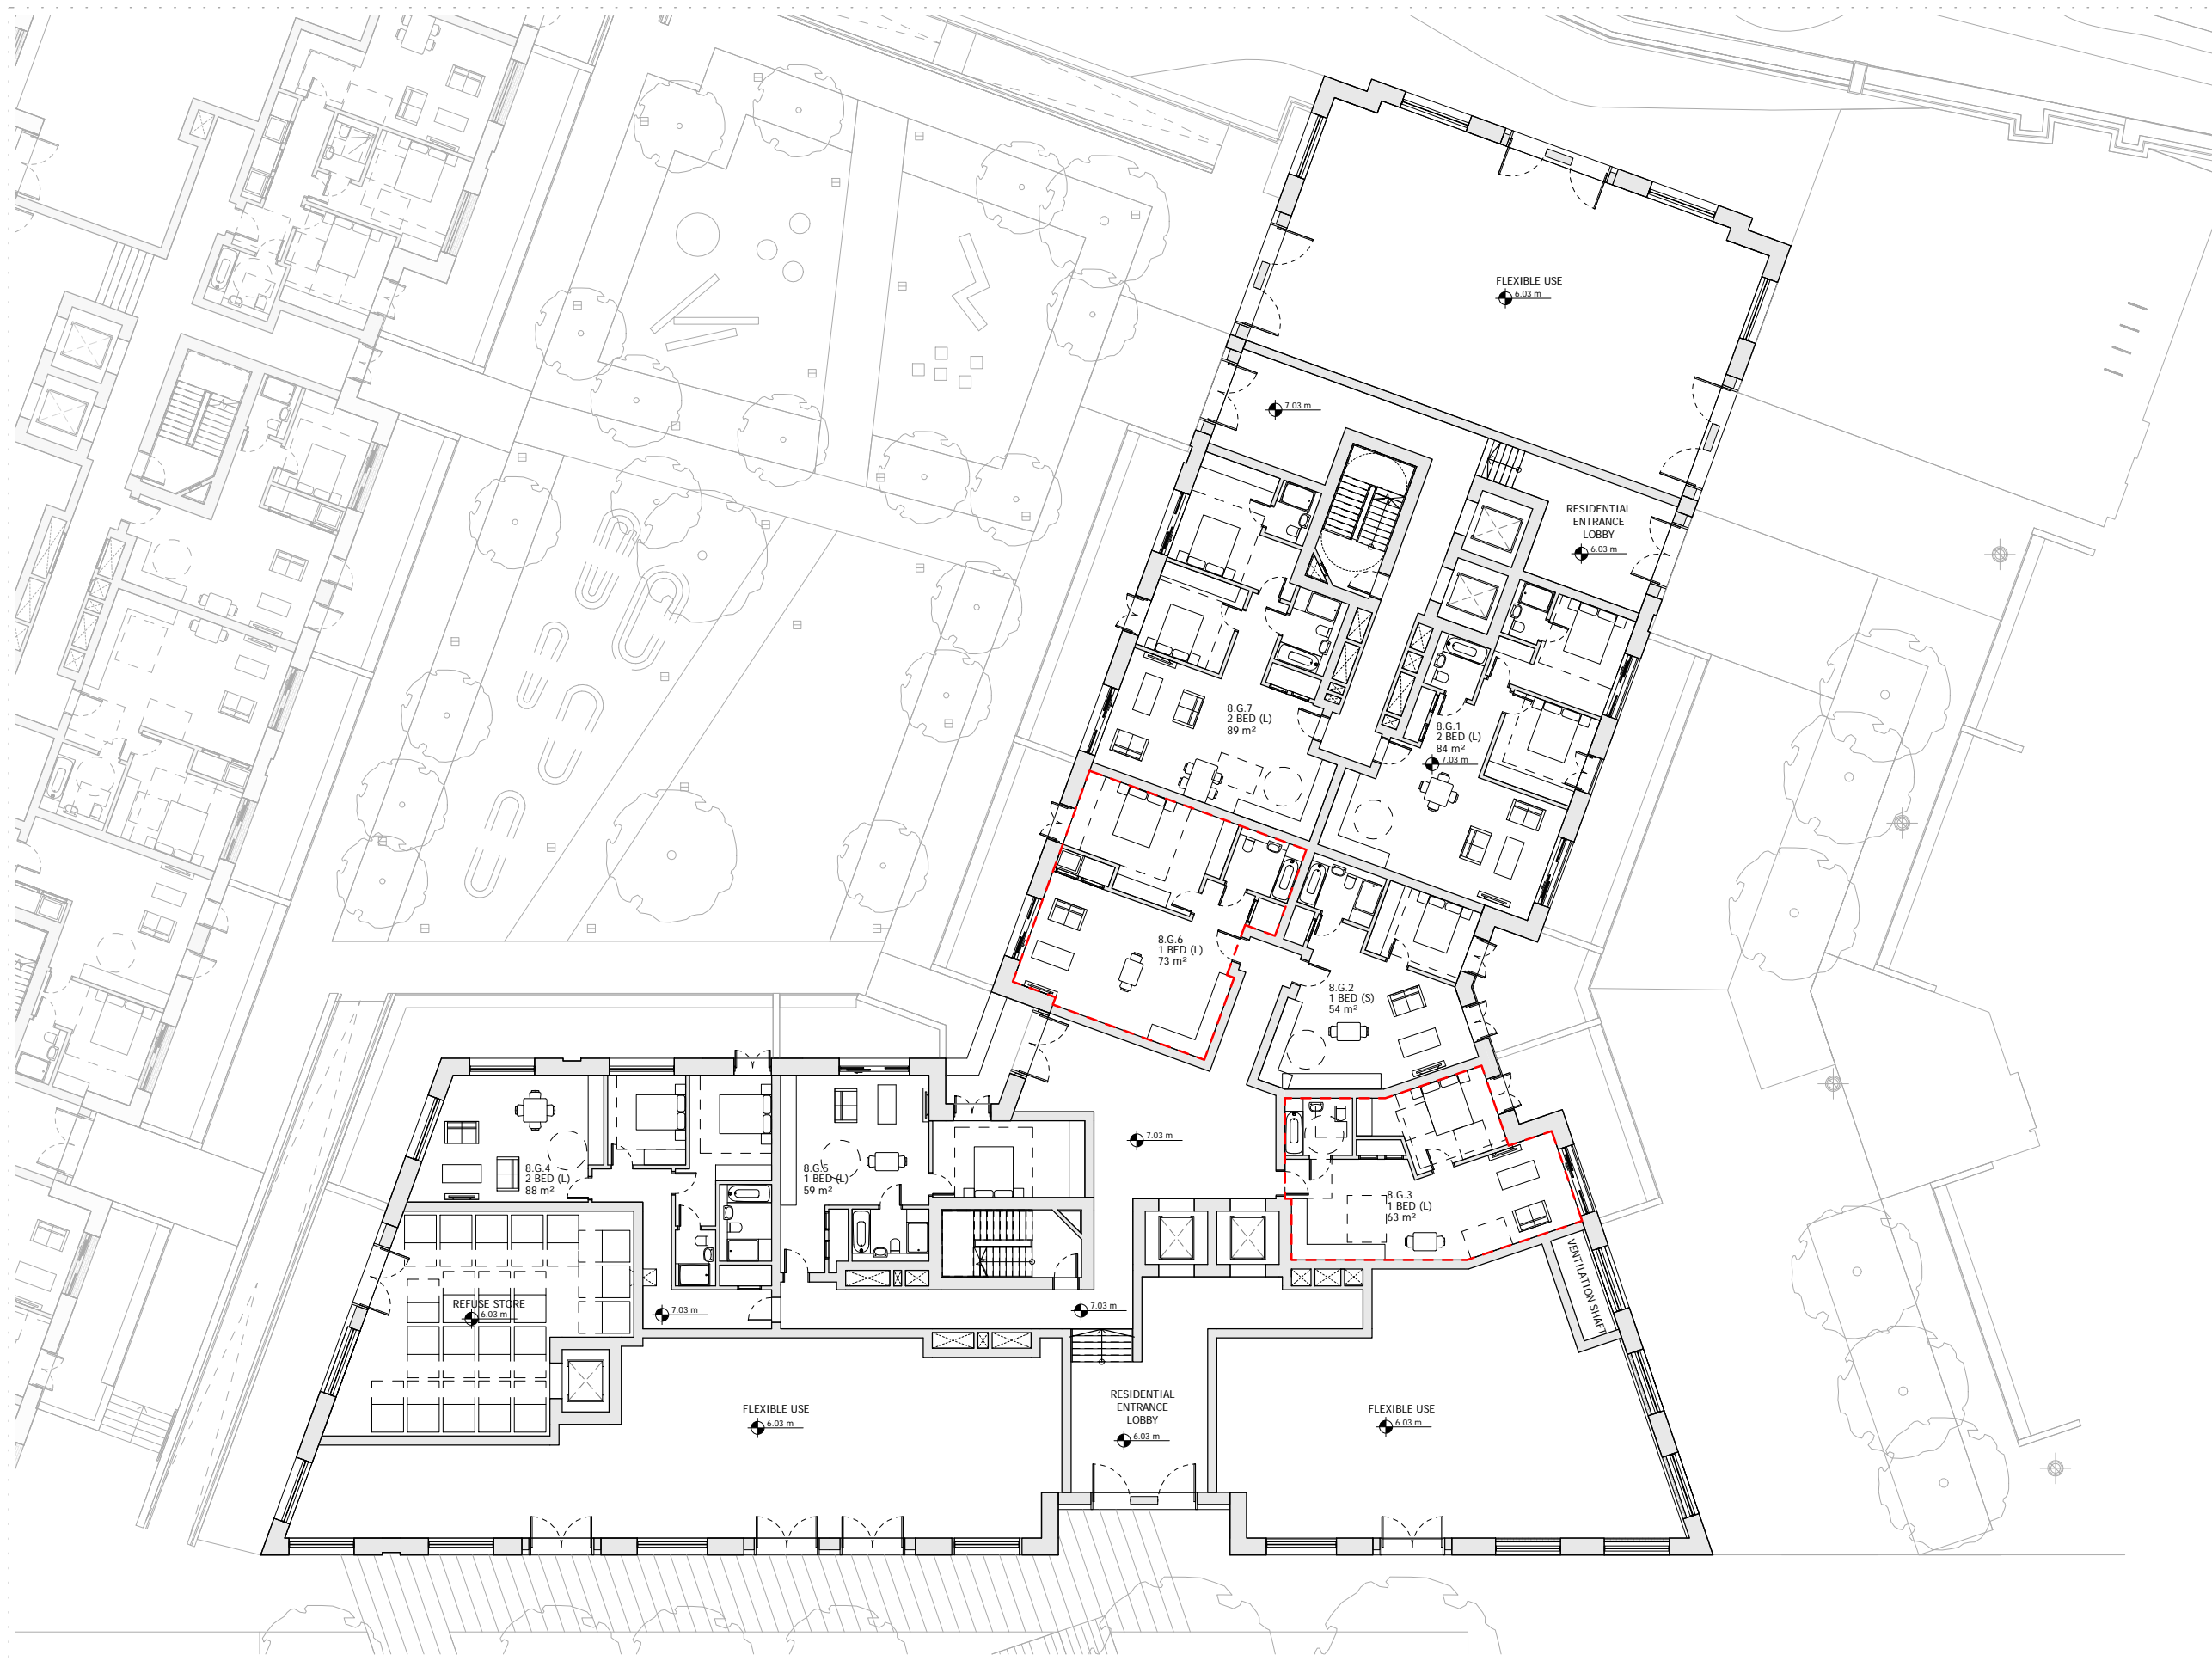 FLEXIBLE USE
6.03 m
7.03 m
RESIDENTIAL
ENTRANCE
LOBBY
6.03 m
8.G.7
2 BED (L)
89 m²
8.G.1
2 BED (L)
84 m²
7.03 m
8.G.6
1 BED (L)
73 m²
8.G.2
1 BED (S)
54 m²
7.03 m
8.G.4
2 BED (L)
88 m²
8.G.5
1 BED (L)
59 m²
8.G.3
1 BED (L)
63 m²
VENTILATION SHAFT
REFUSE STORE
6.03 m
7.03 m
7.03 m
FLEXIBLE USE
6.03 m
RESIDENTIAL
ENTRANCE
LOBBY
6.03 m
FLEXIBLE USE
6.03 m